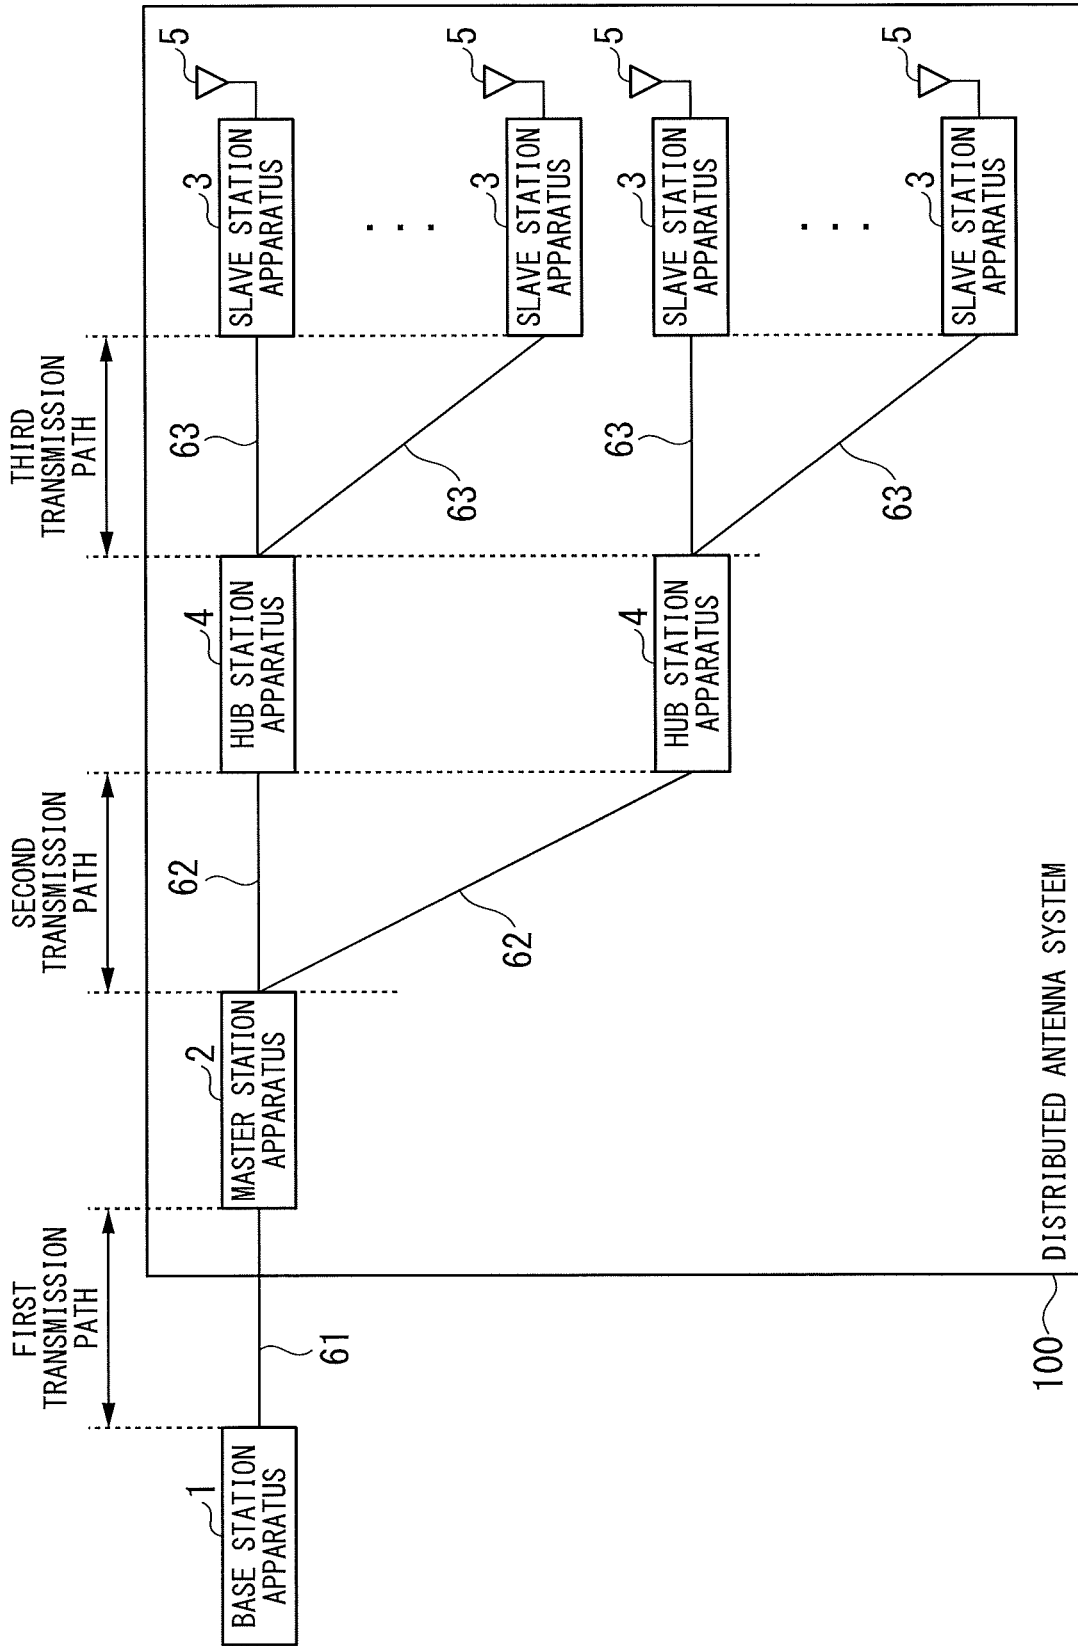 FIRST
TRANSMISSION
PATH
SECOND
TRANSMISSION
PATH
THIRD
TRANSMISSION
PATH
1
BASE STATION
APPARATUS
61
2
MASTER STATION
APPARATUS
62
62
4
HUB STATION
APPARATUS
4
HUB STATION
APPARATUS
63
63
63
63
3
SLAVE STATION
APPARATUS
5
3
SLAVE STATION
APPARATUS
5
3
SLAVE STATION
APPARATUS
5
3
SLAVE STATION
APPARATUS
5
100
DISTRIBUTED ANTENNA SYSTEM